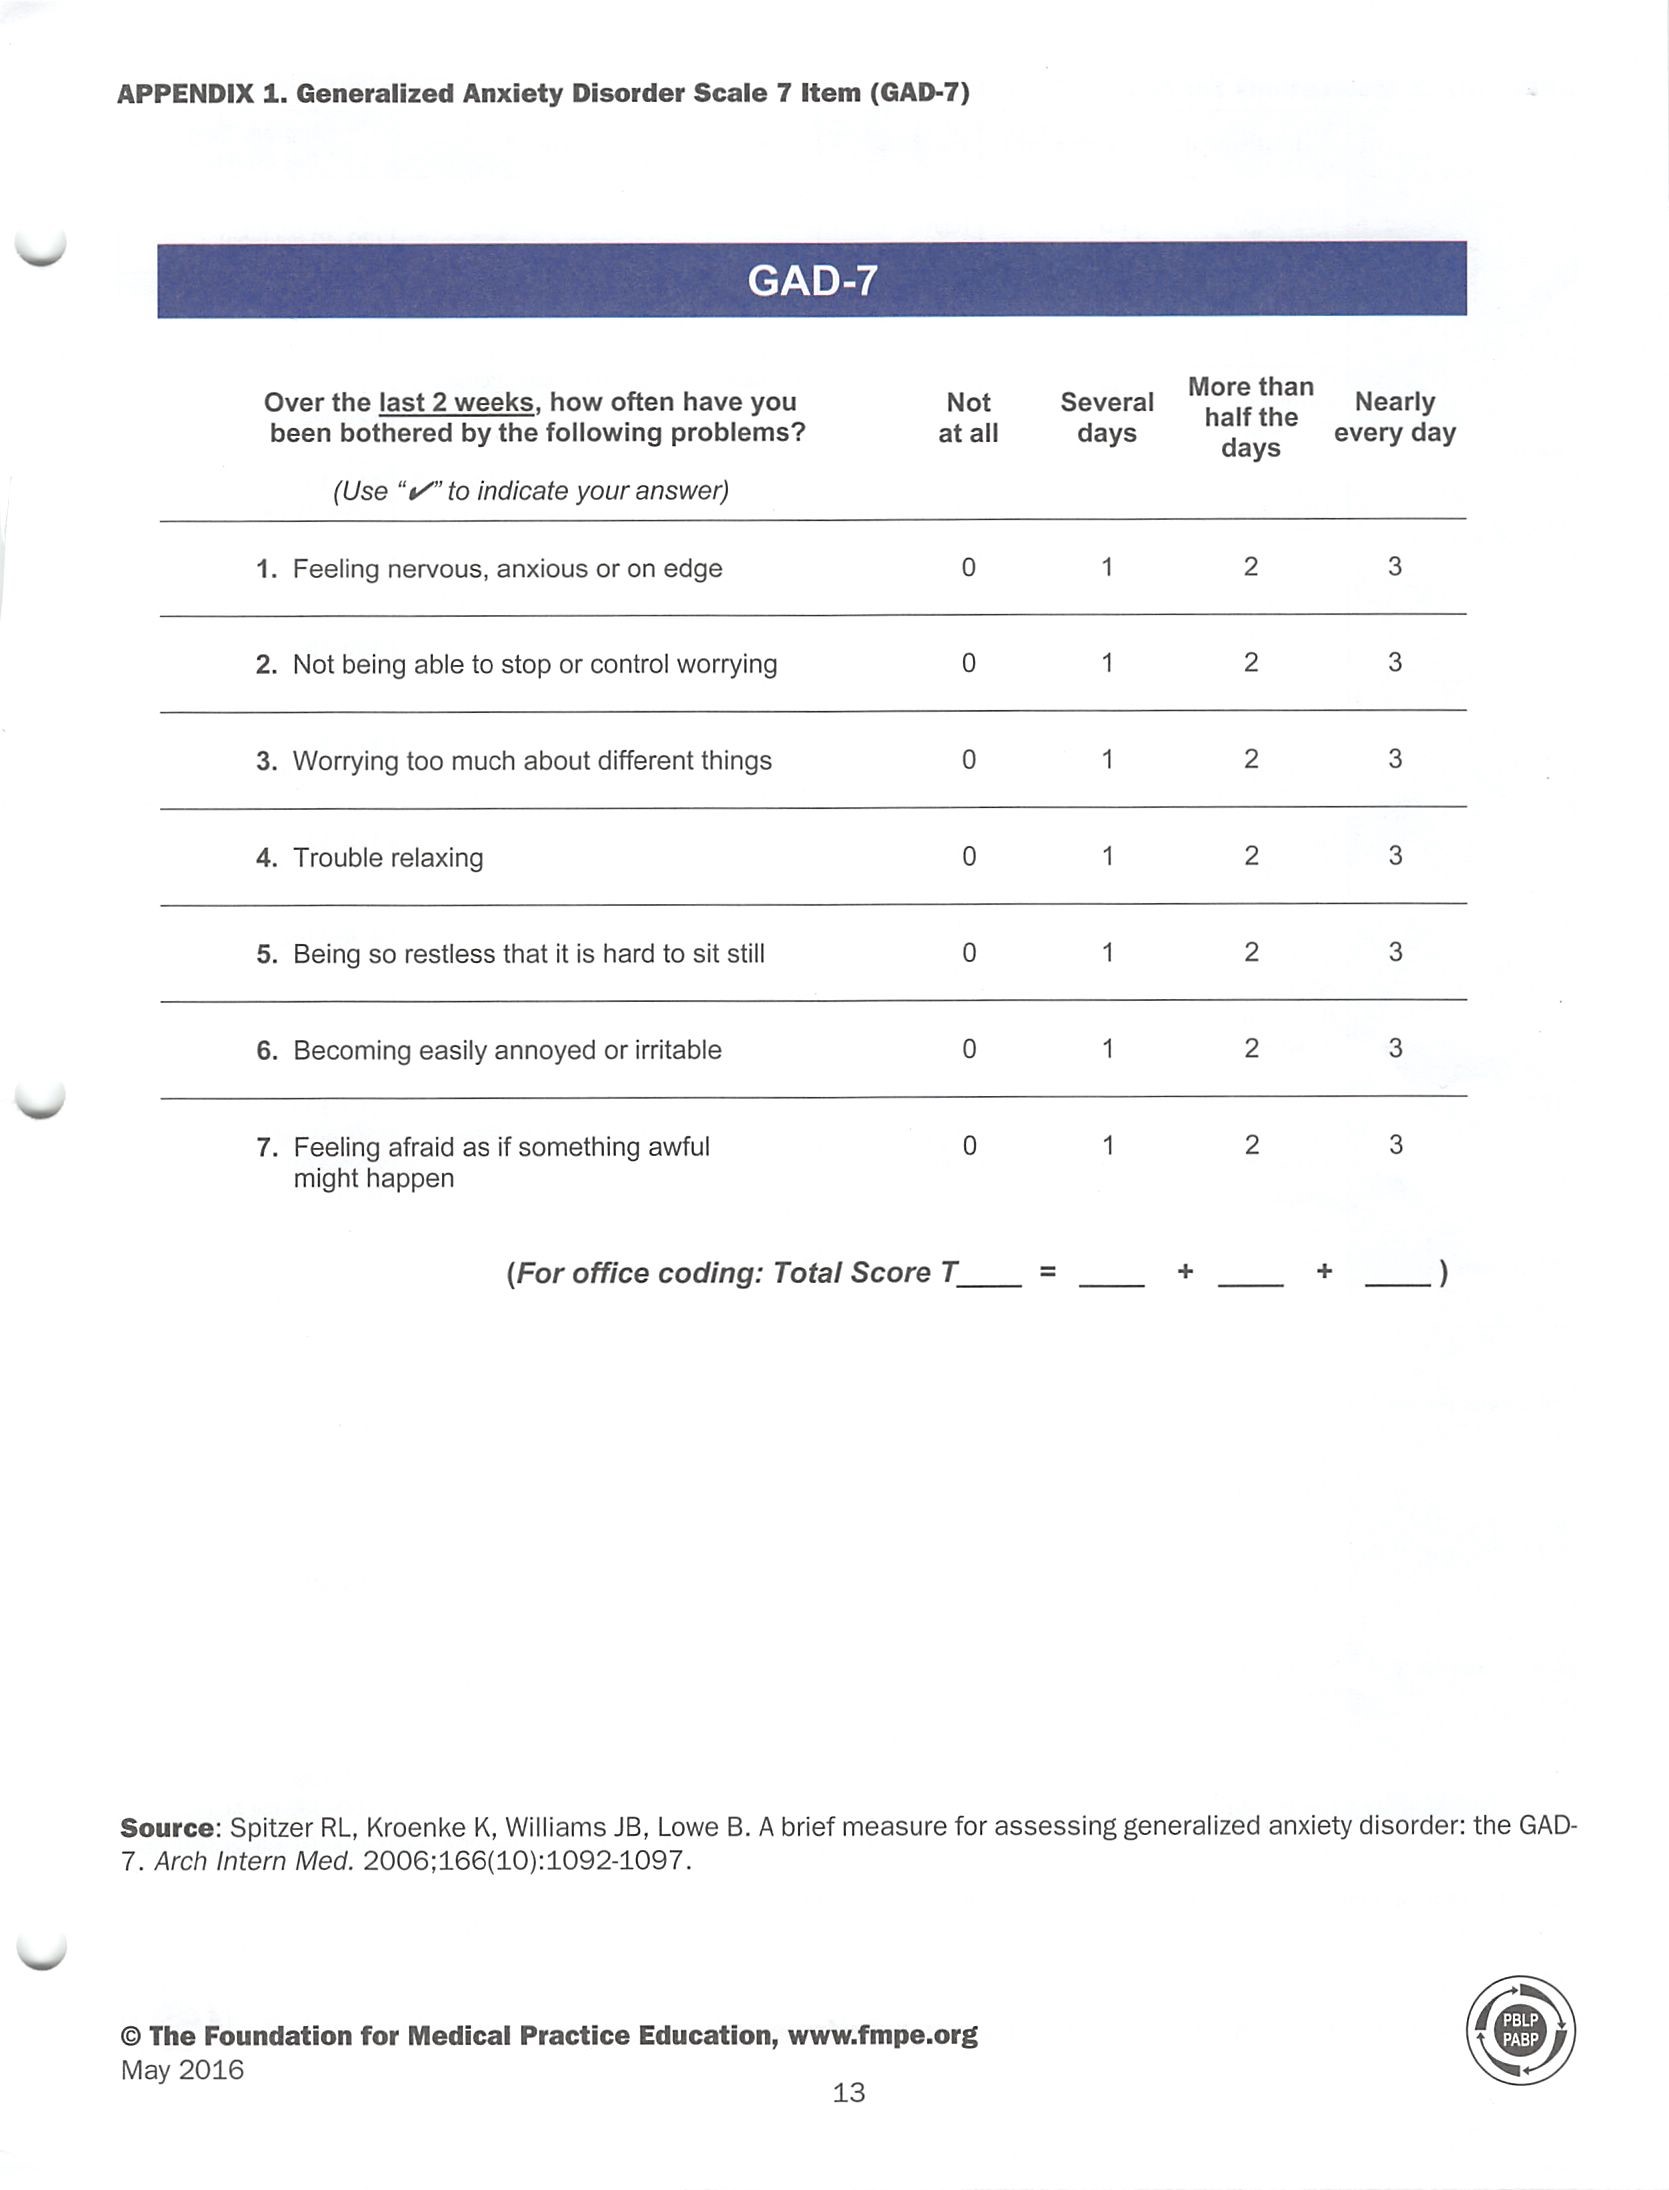 APPENDIX 1. Generalized Anxiety Disorder Scale 7 Item (GAD-7)
GAD-7
Over the last 2 weeks, how often have you been bothered by the following problems?
(Use “✔” to indicate your answer)
Not at all
Several days
More than half the days
Nearly every day
1. Feeling nervous, anxious or on edge 0 1 2 3
2. Not being able to stop or control worrying 0 1 2 3
3. Worrying too much about different things 0 1 2 3
4. Trouble relaxing 0 1 2 3
5. Being so restless that it is hard to sit still 0 1 2 3
6. Becoming easily annoyed or irritable 0 1 2 3
7. Feeling afraid as if something awful 0 1 2 3
might happen
(For office coding: Total Score T____ = ____ + ____ + ____ )
Source: Spitzer RL, Kroenke K, Williams JB, Lowe B. A brief measure for assessing generalized anxiety disorder: the GAD-
7. Arch Intern Med. 2006;166(10):1092-1097.
© The Foundation for Medical Practice Education, www.fmpe.org
May 2016
PBLP
PABP
13